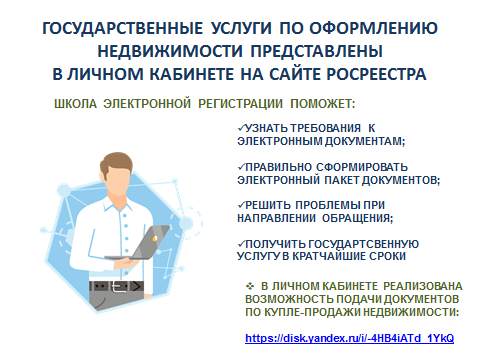 ГОСУДАРСТВЕННЫЕ УСЛУГИ ПО ОФОРМЛЕНИЮ
НЕДВИЖИМОСТИ ПРЕДСТАВЛЕНЫ
В ЛИЧНОМ КАБИНЕТЕ НА САЙТЕ РОСРЕЕСТРА
ШКОЛА ЭЛЕКТРОННОЙ РЕГИСТРАЦИИ ПОМОЖЕТ:
✓УЗНАТЬ ТРЕБОВАНИЯ К
ЭЛЕКТРОННЫМ ДОКУМЕНТАМ;
✓ПРАВИЛЬНО СФОРМИРОВАТЬ
ЭЛЕКТРОННЫЙ ПАКЕТ ДОКУМЕНТОВ;
✓РЕШИТЬ ПРОБЛЕМЫ ПРИ
НАПРАВЛЕНИИ ОБРАЩЕНИЯ;
✓ПОЛУЧИТЬ ГОСУДАРТСВЕННУЮ
УСЛУГУ В КРАТЧАЙШИЕ СРОКИ
❖ В ЛИЧНОМ КАБИНЕТЕ РЕАЛИЗОВАНА
ВОЗМОЖНОСТЬ ПОДАЧИ ДОКУМЕНТОВ
ПО КУПЛЕ-ПРОДАЖИ НЕДВИЖИМОСТИ:
https://disk.yandex.ru/i/-4HB4iATd_1YkQ